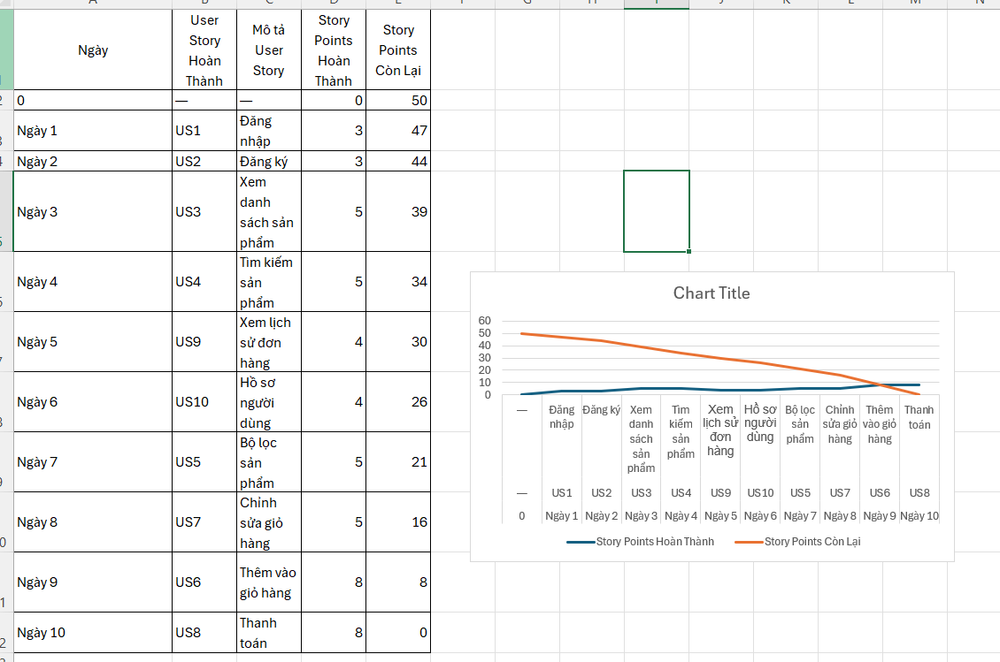 A B C D E F G H I J K L M N
Ngày
User
Story
Hoàn
Thành
Mô tả
User
Story
Story
Points
Hoàn
Thành
Story
Points
Còn Lại
0 — — 0 50
Ngày 1 US1 Đăng
nhập 3 47
Ngày 2 US2 Đăng ký 3 44
Ngày 3 US3 Xem
danh
sách sản
phẩm 5 39
Ngày 4 US4 Tìm kiếm
sản
phẩm 5 34
Ngày 5 US9 Xem lịch
sử đơn
hàng 4 30
Ngày 6 US10 Hồ sơ
người
dùng 4 26
Ngày 7 US5 Bộ lọc
sản
phẩm 5 21
Ngày 8 US7 Chỉnh
sửa giỏ
hàng 5 16
Ngày 9 US6 Thêm vào
giỏ hàng 8 8
Ngày 10 US8 Thanh
toán 8 0
Chart Title
60
50
40
30
20
10
0
—
Đăng
nhập
Đăng ký
Xem
danh
sách
sản
phẩm
Tìm
kiếm
sản
phẩm
Xem
lịch sử
đơn
hàng
Hồ sơ
người
dùng
Bộ lọc
sản
phẩm
Chỉnh
sửa giỏ
hàng
Thêm
vào giỏ
hàng
Thanh
toán
— US1 US2 US3 US4 US9 US10 US5 US7 US6 US8
0 Ngày 1 Ngày 2 Ngày 3 Ngày 4 Ngày 5 Ngày 6 Ngày 7 Ngày 8 Ngày 9 Ngày 10
Story Points Hoàn Thành Story Points Còn Lại